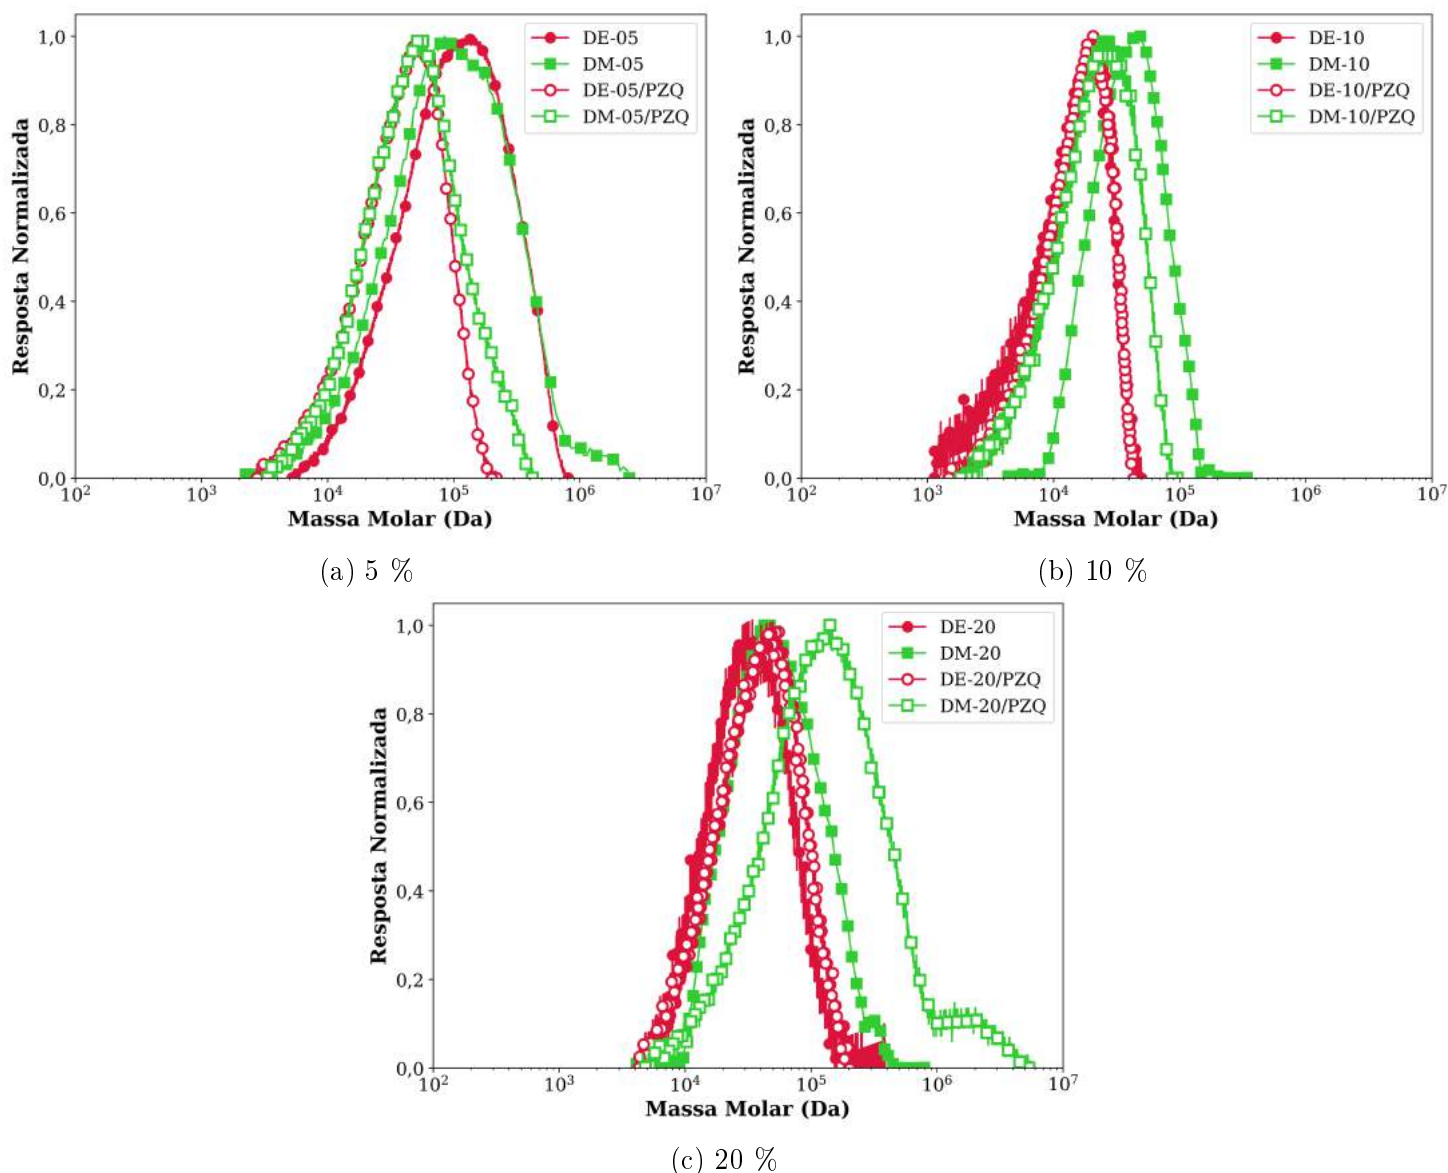 1,0
0,8
0,6
0,4
0,2
0,0
Resposta Normalizada
10² 10³ 10⁴ 10⁵ 10⁶ 10⁷
Massa Molar (Da)
DE-05
DM-05
DE-05/PZQ
DM-05/PZQ
(a) 5 %
1,0
0,8
0,6
0,4
0,2
0,0
Resposta Normalizada
10² 10³ 10⁴ 10⁵ 10⁶ 10⁷
Massa Molar (Da)
DE-10
DM-10
DE-10/PZQ
DM-10/PZQ
(b) 10 %
1,0
0,8
0,6
0,4
0,2
0,0
Resposta Normalizada
10² 10³ 10⁴ 10⁵ 10⁶ 10⁷
Massa Molar (Da)
DE-20
DM-20
DE-20/PZQ
DM-20/PZQ
(c) 20 %